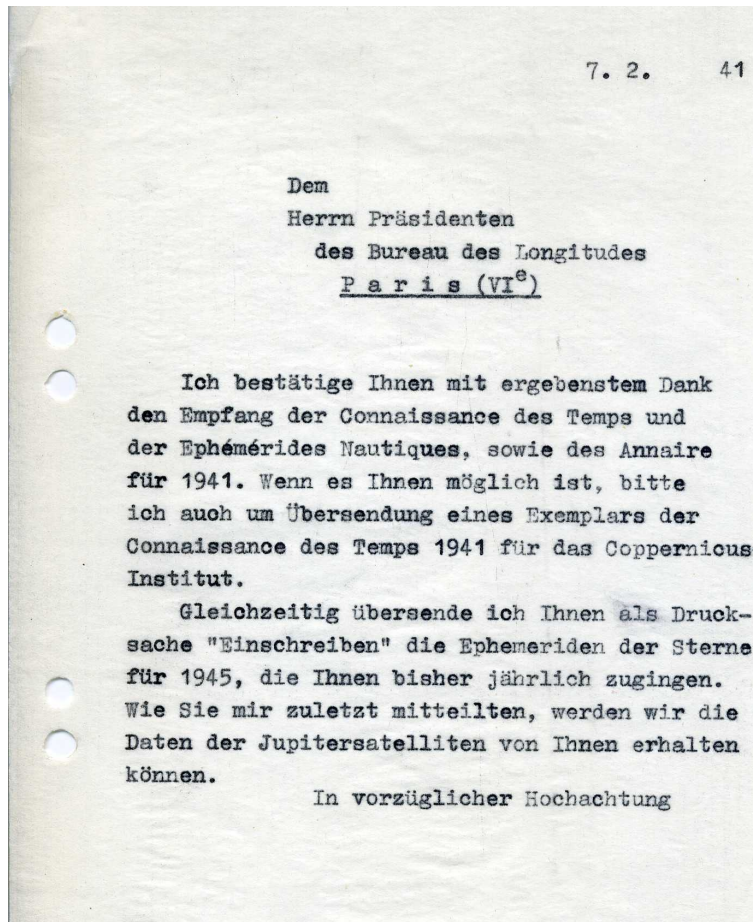 7. 2. 41
Dem
Herrn Präsidenten
des Bureau des Longitudes
P a r i s (VIe)
Ich bestätige Ihnen mit ergebenstem Dank
den Empfang der Connaissance des Temps und
der Ephémérides Nautiques, sowie des Annaire
für 1941. Wenn es Ihnen möglich ist, bitte
ich auch um Übersendung eines Exemplars der
Connaissance des Temps 1941 für das Coppernicus
Institut.
Gleichzeitig übersende ich Ihnen als Druck-
sache "Einschreiben" die Ephemeriden der Sterne
für 1945, die Ihnen bisher jährlich zugingen.
Wie Sie mir zuletzt mitteilten, werden wir die
Daten der Jupitersatelliten von Ihnen erhalten
können.
In vorzüglicher Hochachtung